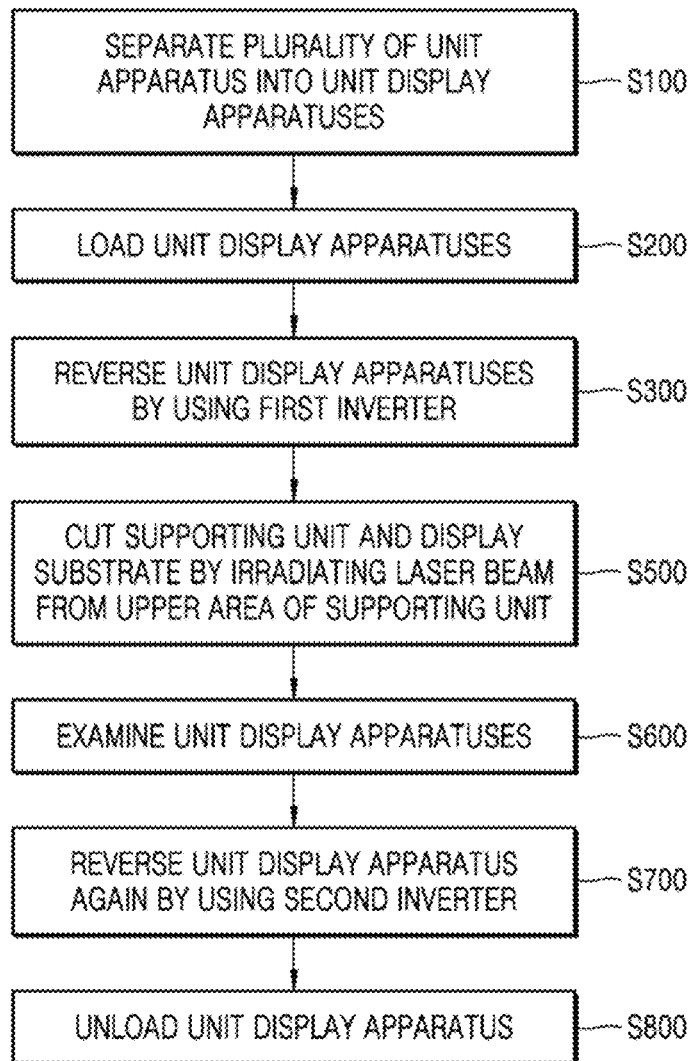 SEPARATE PLURALITY OF UNIT
APPARATUS INTO UNIT DISPLAY
APPARATUSES
S100
LOAD UNIT DISPLAY APPARATUSES
S200
REVERSE UNIT DISPLAY APPARATUSES
BY USING FIRST INVERTER
S300
CUT SUPPORTING UNIT AND DISPLAY
SUBSTRATE BY IRRADIATING LASER BEAM
FROM UPPER AREA OF SUPPORTING UNIT
S500
EXAMINE UNIT DISPLAY APPARATUSES
S600
REVERSE UNIT DISPLAY APPARATUS
AGAIN BY USING SECOND INVERTER
S700
UNLOAD UNIT DISPLAY APPARATUS
S800